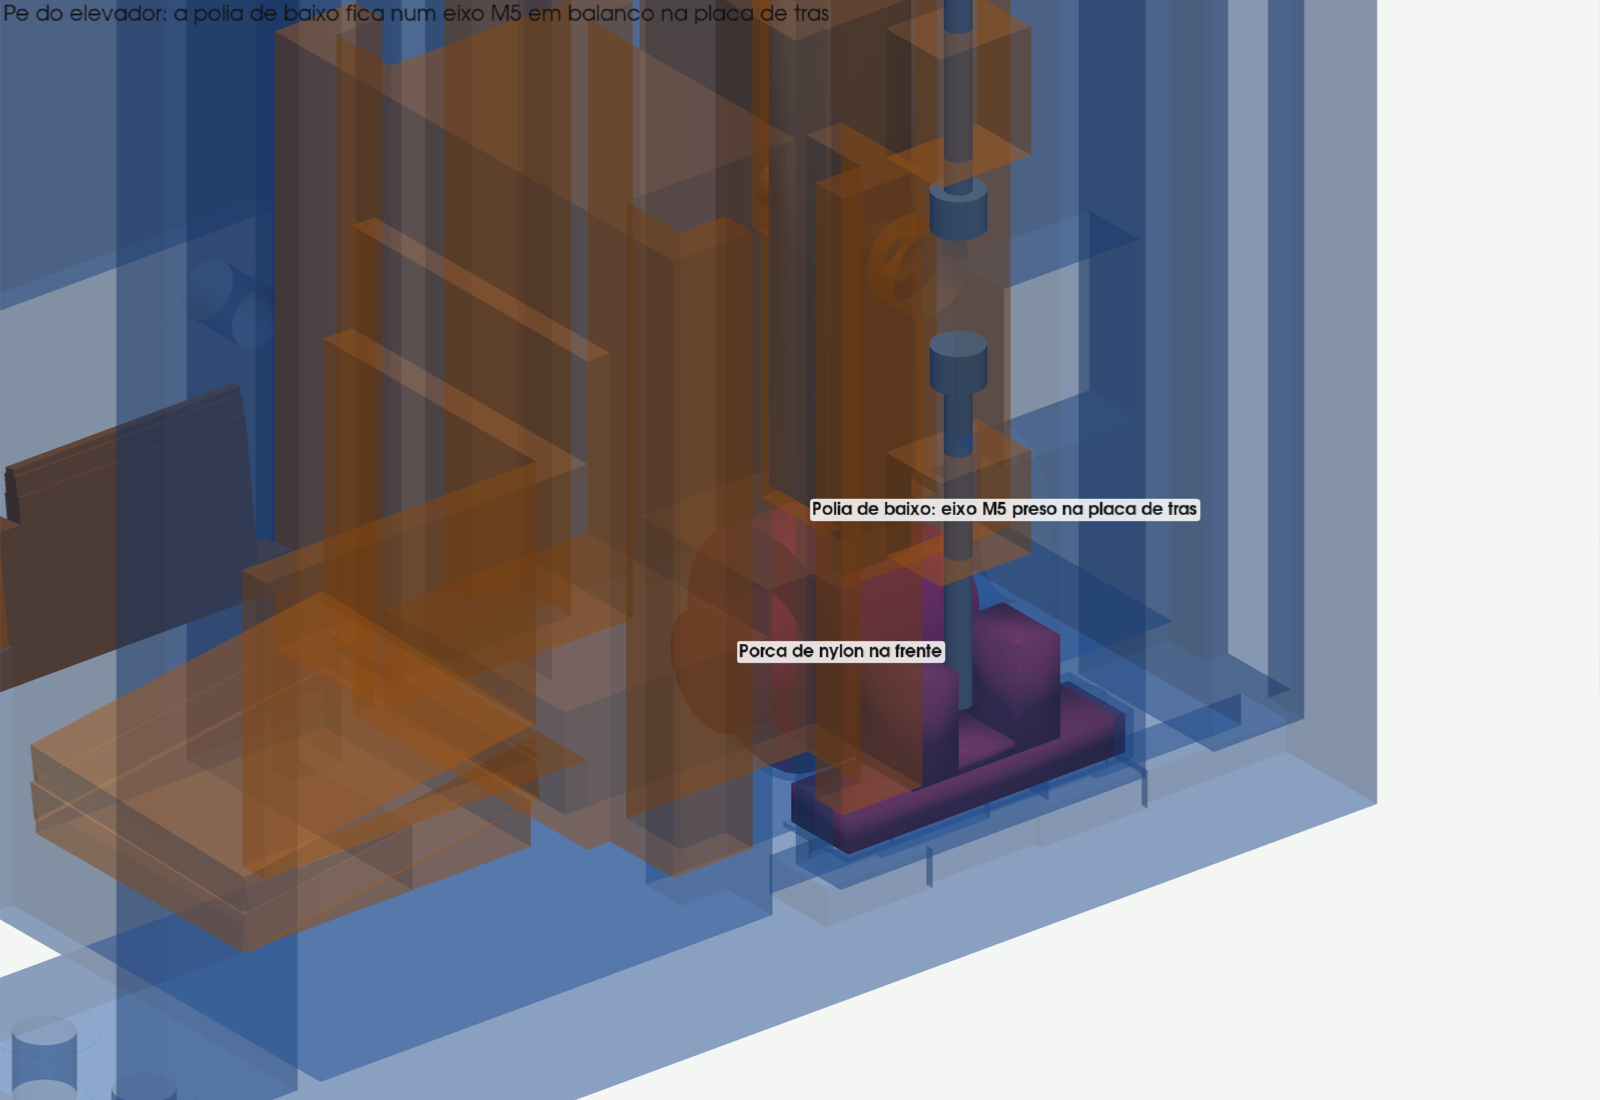 Pe do elevador: a polia de baixo fica num eixo M5 em balanco na placa de tras
Polia de baixo: eixo M5 preso na placa de tras
Porca de nylon na frente